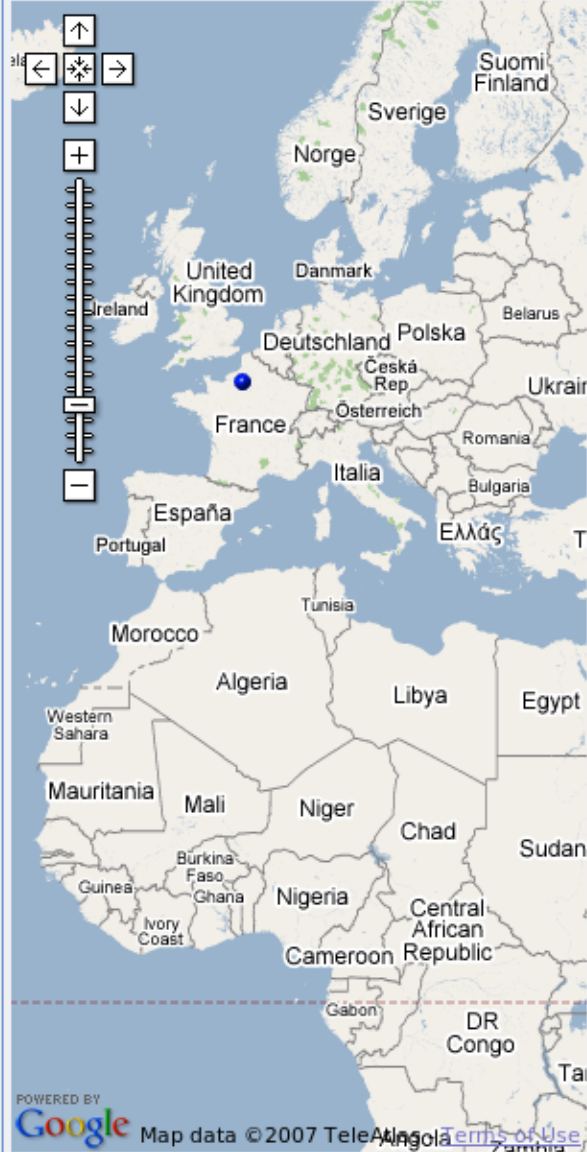 ela
Suomi
Finland
Sverige
Norge
United
Kingdom
Danmark
Ireland
Belarus
Deutschland
Polska
Česká
Rep
Ukrain
Österreich
France
Romania
Italia
Bulgaria
España
Ελλάς
Portugal
T
Tunisia
Morocco
Algeria
Libya
Egypt
Western
Sahara
Mauritania
Mali
Niger
Chad
Sudan
Burkina
Faso
Guinea
Ghana
Nigeria
Central
African
Republic
Ivory
Coast
Cameroon
Gabon
DR
Congo
Ta
POWERED BY
Google
Map data ©2007 TeleAtlas - Terms of Use
Angola
Zambia